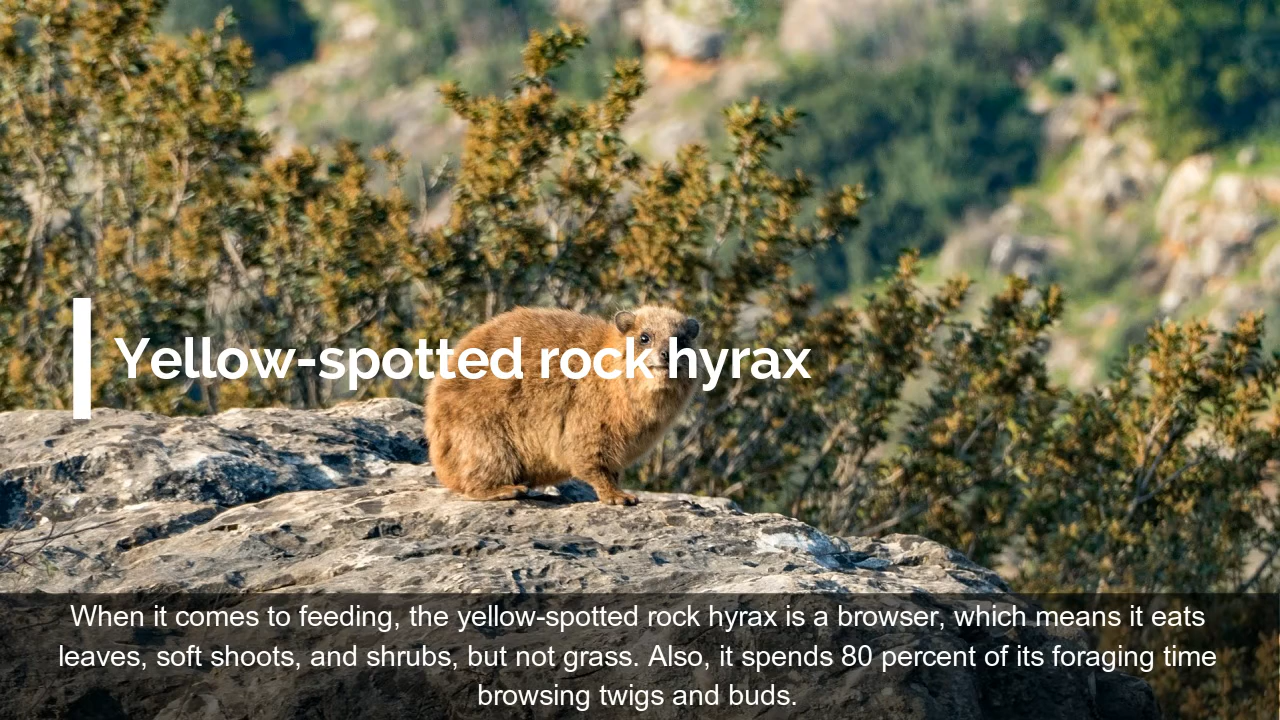 Yellow-spotted rock hyrax
When it comes to feeding, the yellow-spotted rock hyrax is a browser, which means it eats
leaves, soft shoots, and shrubs, but not grass. Also, it spends 80 percent of its foraging time
browsing twigs and buds.